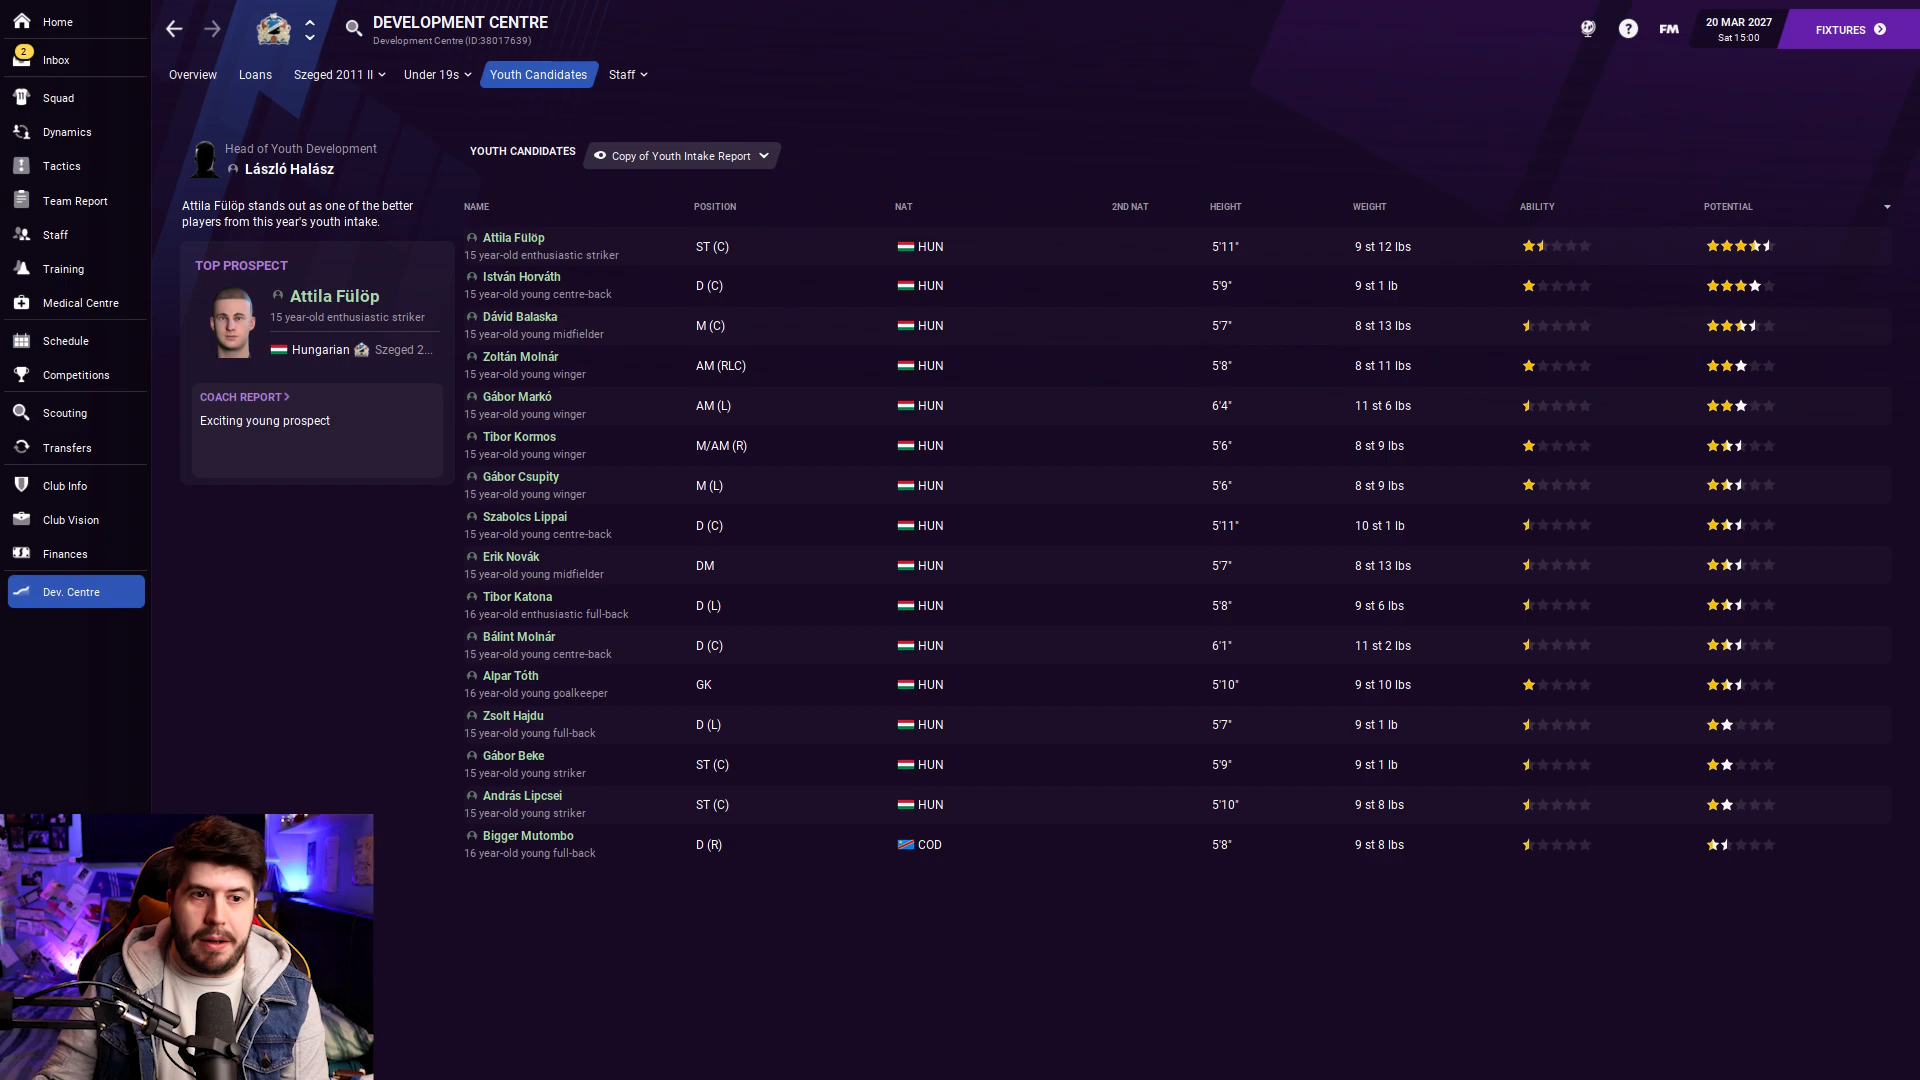 Home
2
Inbox
Squad
Dynamics
Tactics
Team Report
Staff
Training
Medical Centre
Schedule
Competitions
Scouting
Transfers
Club Info
Club Vision
Finances
Dev. Centre
DEVELOPMENT CENTRE
Development Centre (ID:38017639)
FM
20 MAR 2027
Sat 15:00
FIXTURES
Overview Loans Szeged 2011 II Under 19s Youth Candidates Staff
Head of Youth Development
László Halász
Attila Fülöp stands out as one of the better
players from this year's youth intake.
TOP PROSPECT
Attila Fülöp
15 year-old enthusiastic striker
Hungarian Szeged 2...
COACH REPORT
Exciting young prospect
YOUTH CANDIDATES Copy of Youth Intake Report
NAME POSITION NAT 2ND NAT HEIGHT WEIGHT ABILITY POTENTIAL
Attila Fülöp
15 year-old enthusiastic striker
ST (C) HUN 5'11" 9 st 12 lbs
István Horváth
15 year-old young centre-back
D (C) HUN 5'9" 9 st 1 lb
Dávid Balaska
15 year-old young midfielder
M (C) HUN 5'7" 8 st 13 lbs
Zoltán Molnár
15 year-old young winger
AM (RLC) HUN 5'8" 8 st 11 lbs
Gábor Markó
15 year-old young winger
AM (L) HUN 6'4" 11 st 6 lbs
Tibor Kormos
15 year-old young winger
M/AM (R) HUN 5'6" 8 st 9 lbs
Gábor Csupity
15 year-old young winger
M (L) HUN 5'6" 8 st 9 lbs
Szabolcs Lippai
15 year-old young centre-back
D (C) HUN 5'11" 10 st 1 lb
Erik Novák
15 year-old young midfielder
DM HUN 5'7" 8 st 13 lbs
Tibor Katona
16 year-old enthusiastic full-back
D (L) HUN 5'8" 9 st 6 lbs
Bálint Molnár
15 year-old young centre-back
D (C) HUN 6'1" 11 st 2 lbs
Alpar Tóth
16 year-old young goalkeeper
GK HUN 5'10" 9 st 10 lbs
Zsolt Hajdu
15 year-old young full-back
D (L) HUN 5'7" 9 st 1 lb
Gábor Beke
15 year-old young striker
ST (C) HUN 5'9" 9 st 1 lb
András Lipcsei
15 year-old young striker
ST (C) HUN 5'10" 9 st 8 lbs
Bigger Mutombo
16 year-old young full-back
D (R) COD 5'8" 9 st 8 lbs